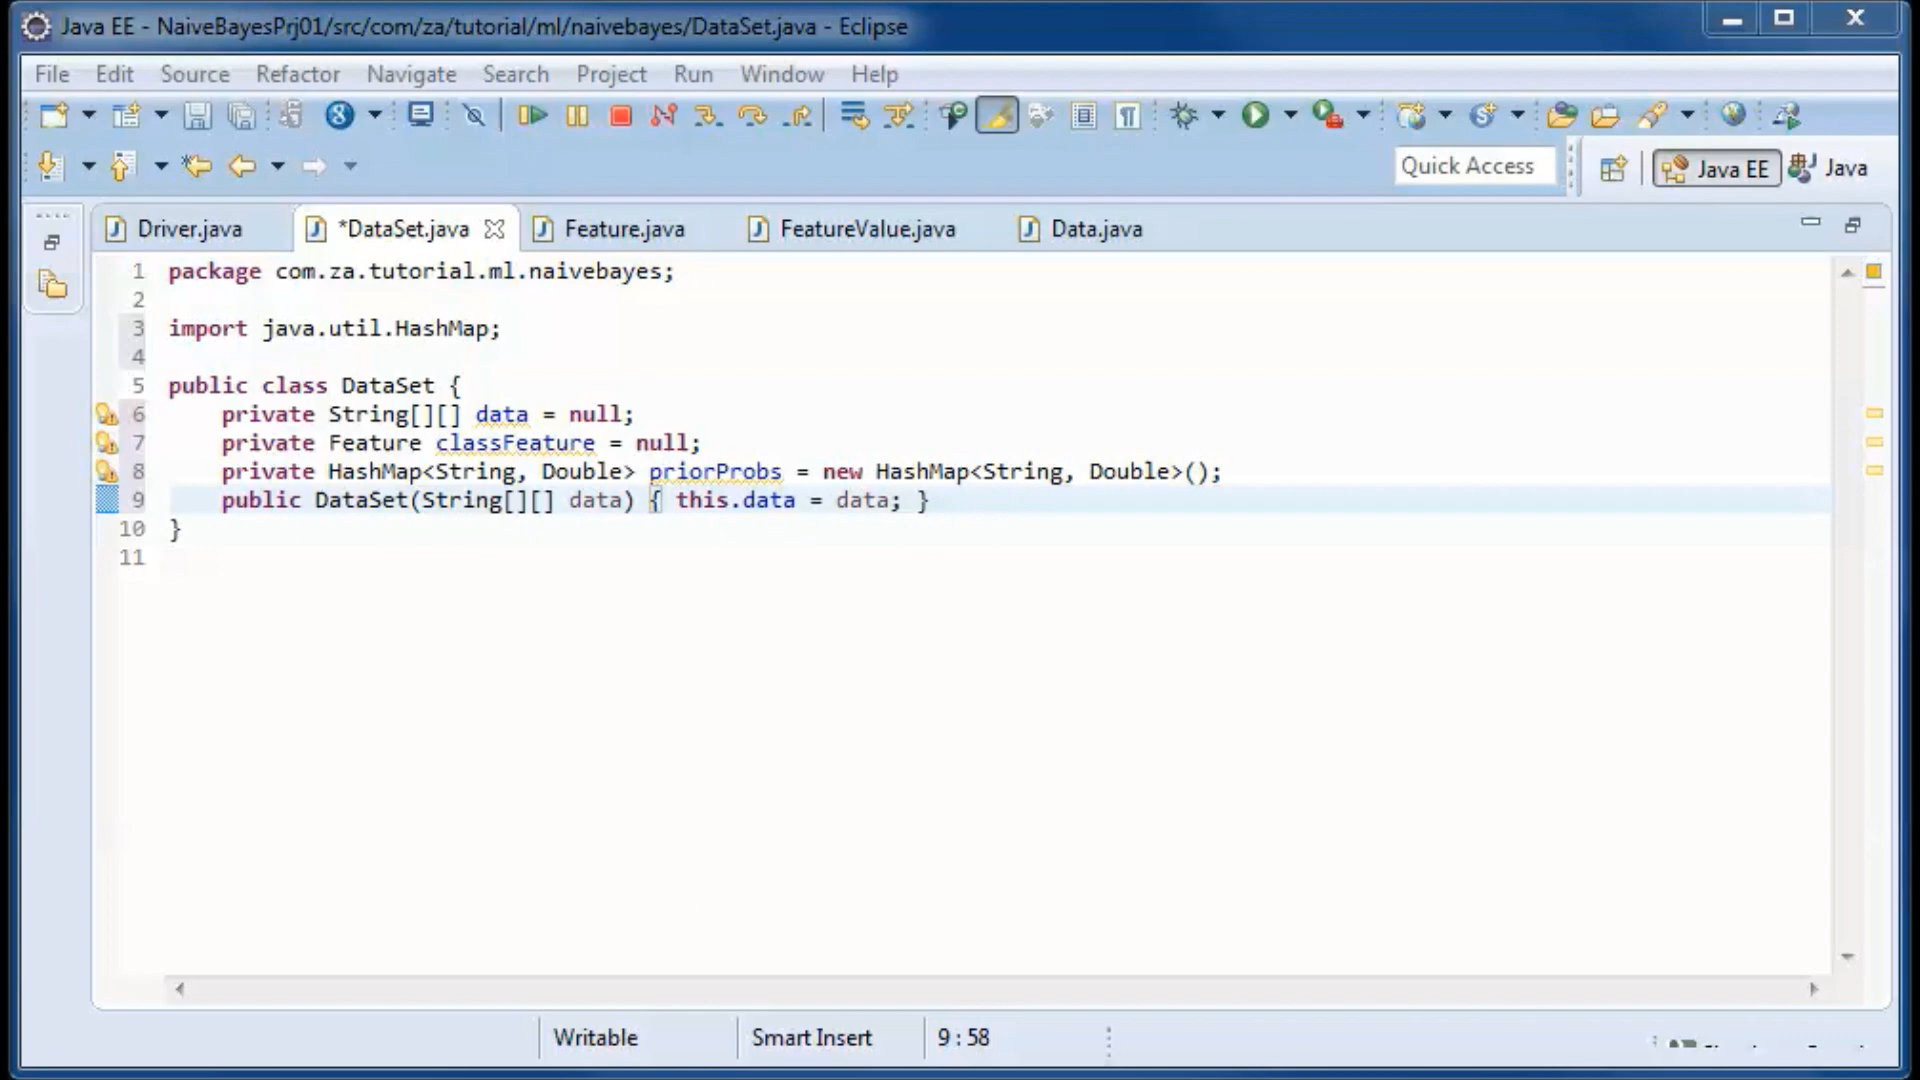 Java EE - NaiveBayesPrj01/src/com/za/tutorial/ml/naivebayes/DataSet.java - Eclipse
File Edit Source Refactor Navigate Search Project Run Window Help
Quick Access Java EE Java
Driver.java *DataSet.java Feature.java FeatureValue.java Data.java
1 package com.za.tutorial.ml.naivebayes;
2
3 import java.util.HashMap;
4
5 public class DataSet {
6 private String[][] data = null;
7 private Feature classFeature = null;
8 private HashMap<String, Double> priorProbs = new HashMap<String, Double>();
9 public DataSet(String[][] data) { this.data = data; }
10 }
11
Writable Smart Insert 9 : 58